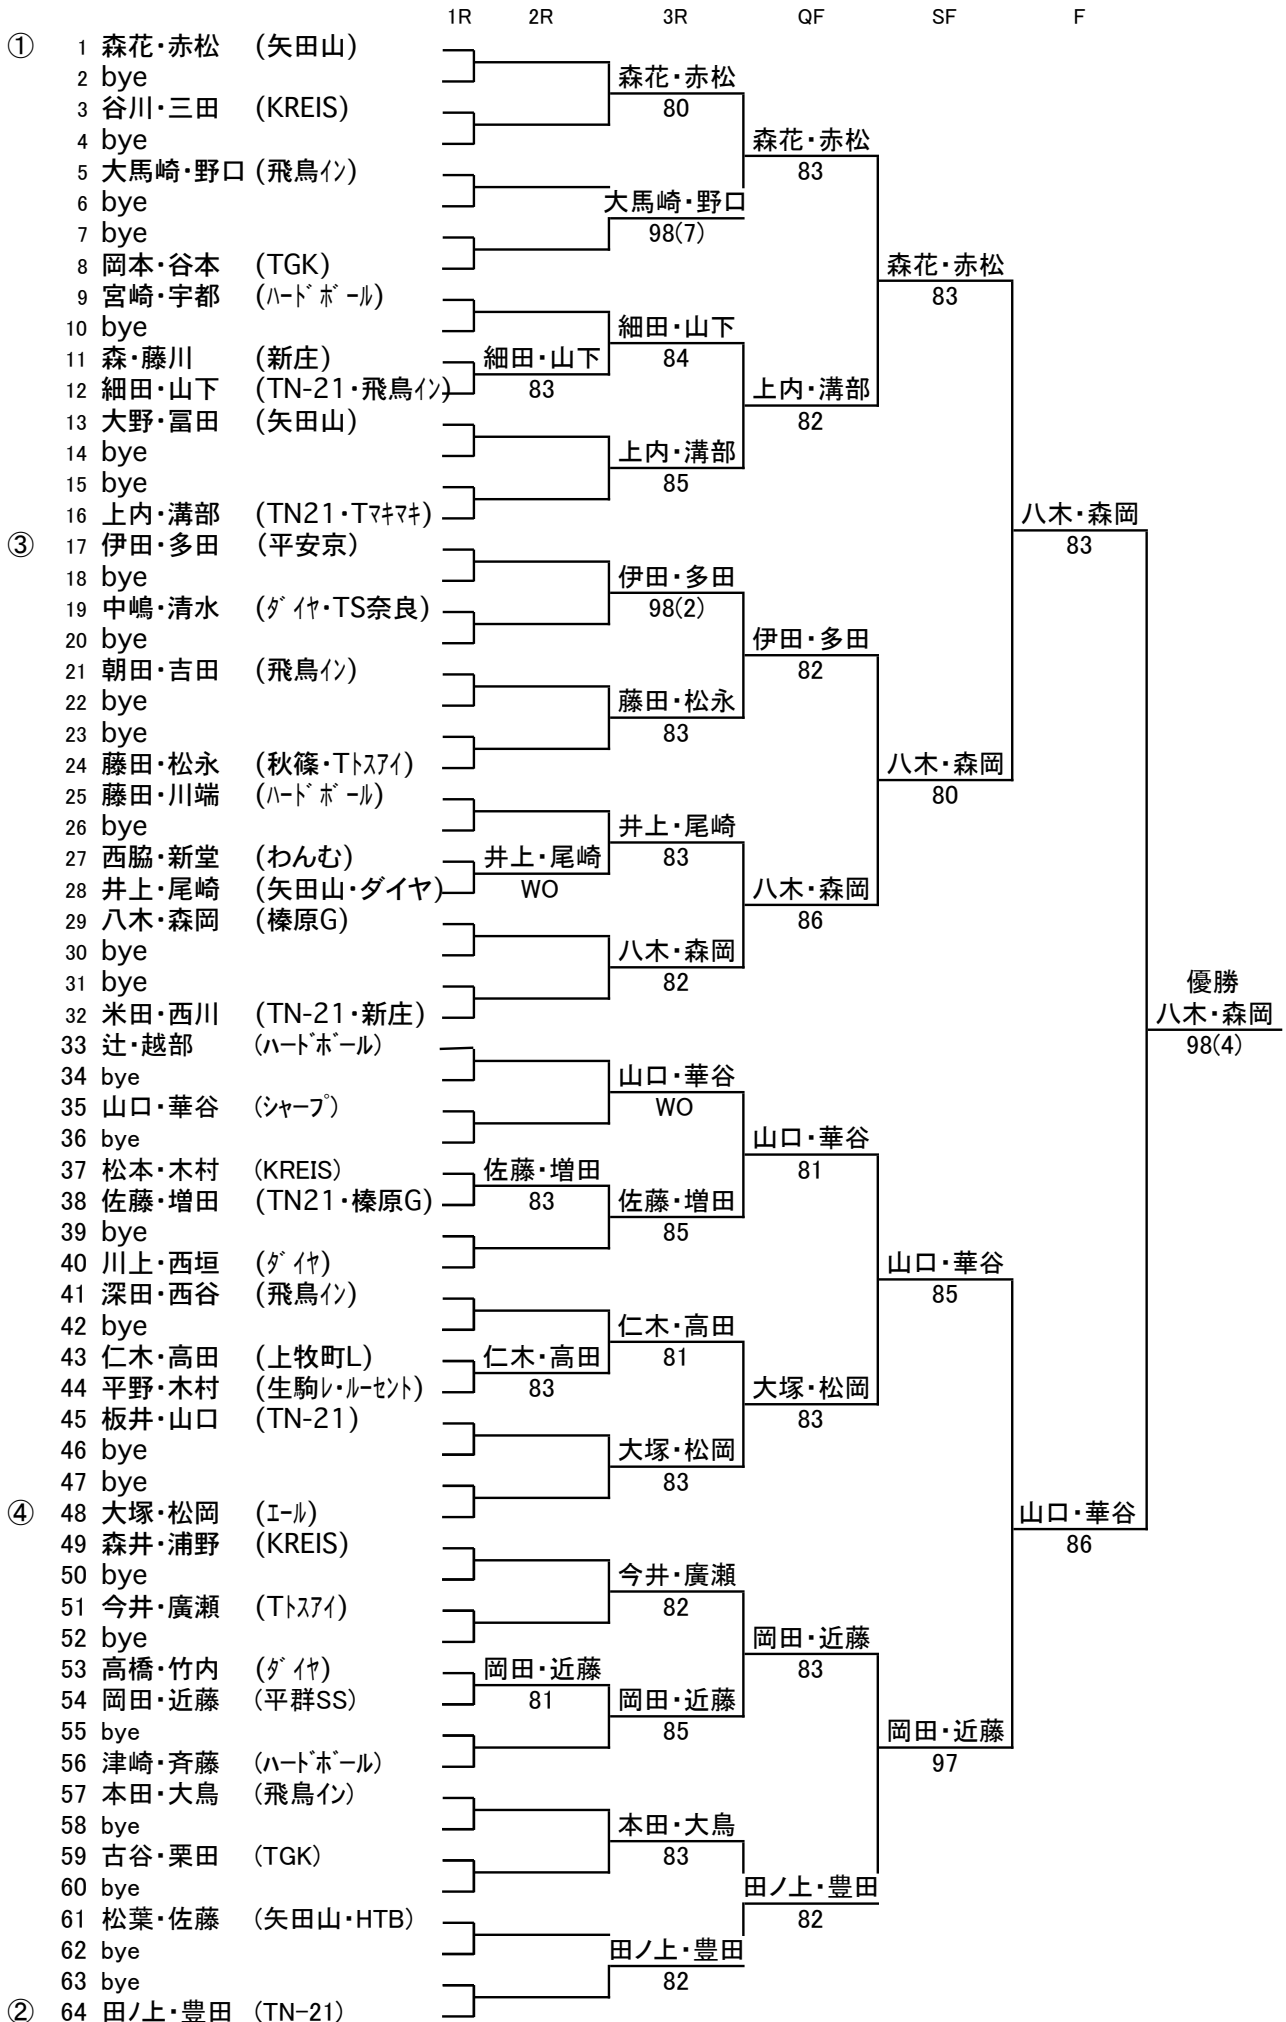 1R 2R 3R QF SF F
① 1 森花・赤松 (矢田山)
2 bye 森花・赤松
3 谷川・三田 (KREIS) 80
4 bye 森花・赤松
5 大馬崎・野口 (飛鳥イン) 83
6 bye 大馬崎・野口
7 bye 98(7)
8 岡本・谷本 (TGK) 森花・赤松
9 宮崎・宇都 (ハードボール) 83
10 bye 細田・山下
11 森・藤川 (新庄) 細田・山下 84
12 細田・山下 (TN-21・飛鳥イン) 83 上内・溝部
13 大野・冨田 (矢田山) 82
14 bye 上内・溝部
15 bye 85
16 上内・溝部 (TN21・Tマキマキ) 八木・森岡
③ 17 伊田・多田 (平安京) 83
18 bye 伊田・多田
19 中嶋・清水 (ダイヤ・TS奈良) 98(2)
20 bye 伊田・多田
21 朝田・吉田 (飛鳥イン) 82
22 bye 藤田・松永
23 bye 83
24 藤田・松永 (秋篠・Tトスアイ) 八木・森岡
25 藤田・川端 (ハードボール) 80
26 bye 井上・尾崎
27 西脇・新堂 (わんむ) 井上・尾崎 83
28 井上・尾崎 (矢田山・ダイヤ) WO 八木・森岡
29 八木・森岡 (榛原G) 86
30 bye 八木・森岡
31 bye 82 優勝
32 米田・西川 (TN-21・新庄) 八木・森岡
33 辻・越部 (ハードボール) 98(4)
34 bye 山口・華谷
35 山口・華谷 (シャープ) WO
36 bye 山口・華谷
37 松本・木村 (KREIS) 佐藤・増田 81
38 佐藤・増田 (TN21・榛原G) 83 佐藤・増田
39 bye 85
40 川上・西垣 (ダイヤ) 山口・華谷
41 深田・西谷 (飛鳥イン) 85
42 bye 仁木・高田
43 仁木・高田 (上牧町L) 仁木・高田 81
44 平野・木村 (生駒レ・ルーセント) 83 大塚・松岡
45 板井・山口 (TN-21) 83
46 bye 大塚・松岡
47 bye 83
④ 48 大塚・松岡 (エール) 山口・華谷
49 森井・浦野 (KREIS) 86
50 bye 今井・廣瀬
51 今井・廣瀬 (Tトスアイ) 82
52 bye 岡田・近藤
53 高橋・竹内 (ダイヤ) 岡田・近藤 83
54 岡田・近藤 (平群SS) 81 岡田・近藤
55 bye 85 岡田・近藤
56 津崎・斉藤 (ハードボール) 97
57 本田・大鳥 (飛鳥イン)
58 bye 本田・大鳥
59 古谷・栗田 (TGK) 83
60 bye 田ノ上・豊田
61 松葉・佐藤 (矢田山・HTB) 82
62 bye 田ノ上・豊田
63 bye 82
② 64 田ノ上・豊田 (TN-21)